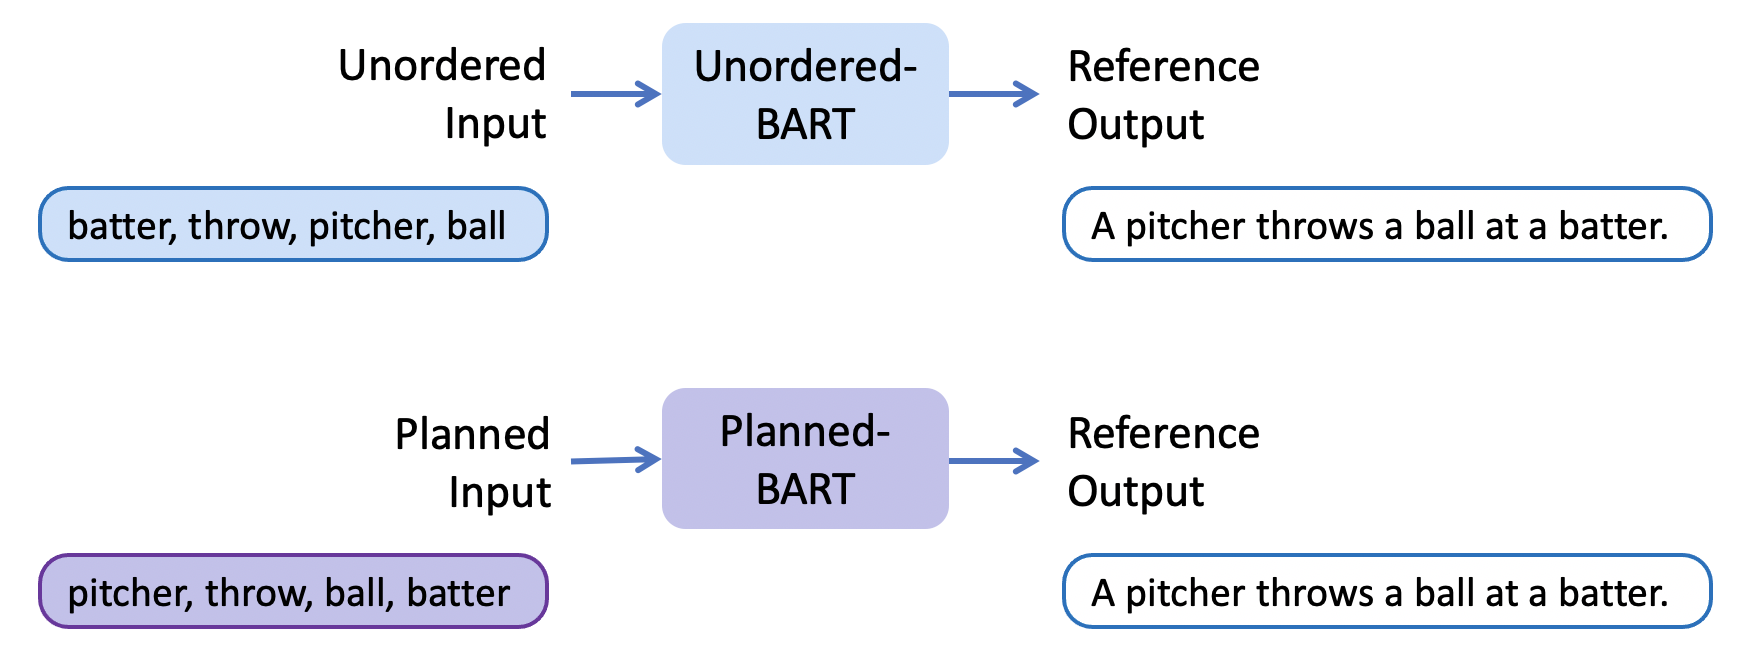 Unordered
Input
Unordered-
BART
Reference
Output
batter, throw, pitcher, ball
A pitcher throws a ball at a batter.
Planned
Input
Planned-
BART
Reference
Output
pitcher, throw, ball, batter
A pitcher throws a ball at a batter.